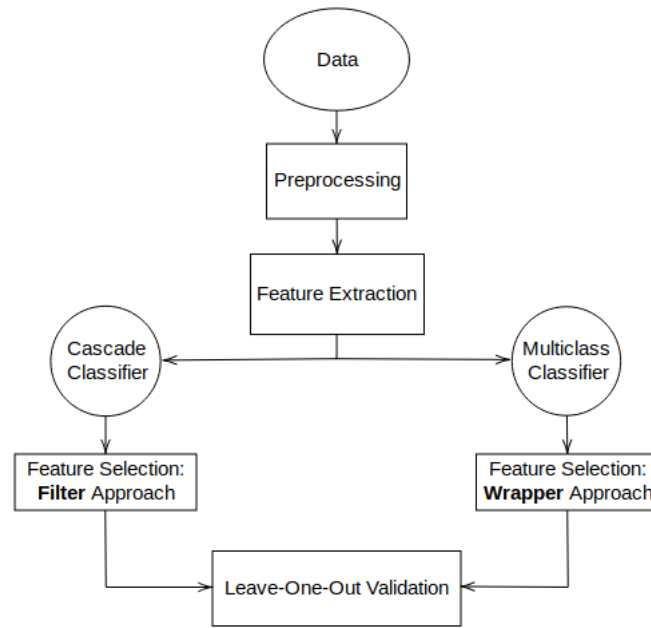 Data
Preprocessing
Feature Extraction
Cascade
Classifier
Multiclass
Classifier
Feature Selection:
Filter Approach
Feature Selection:
Wrapper Approach
Leave-One-Out Validation